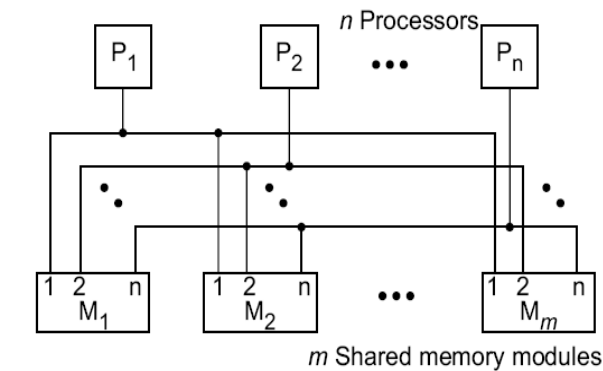 n Processors
P1 P2 Pn
1 2 n 1 2 n 1 2 n
M1 M2 Mm
m Shared memory modules